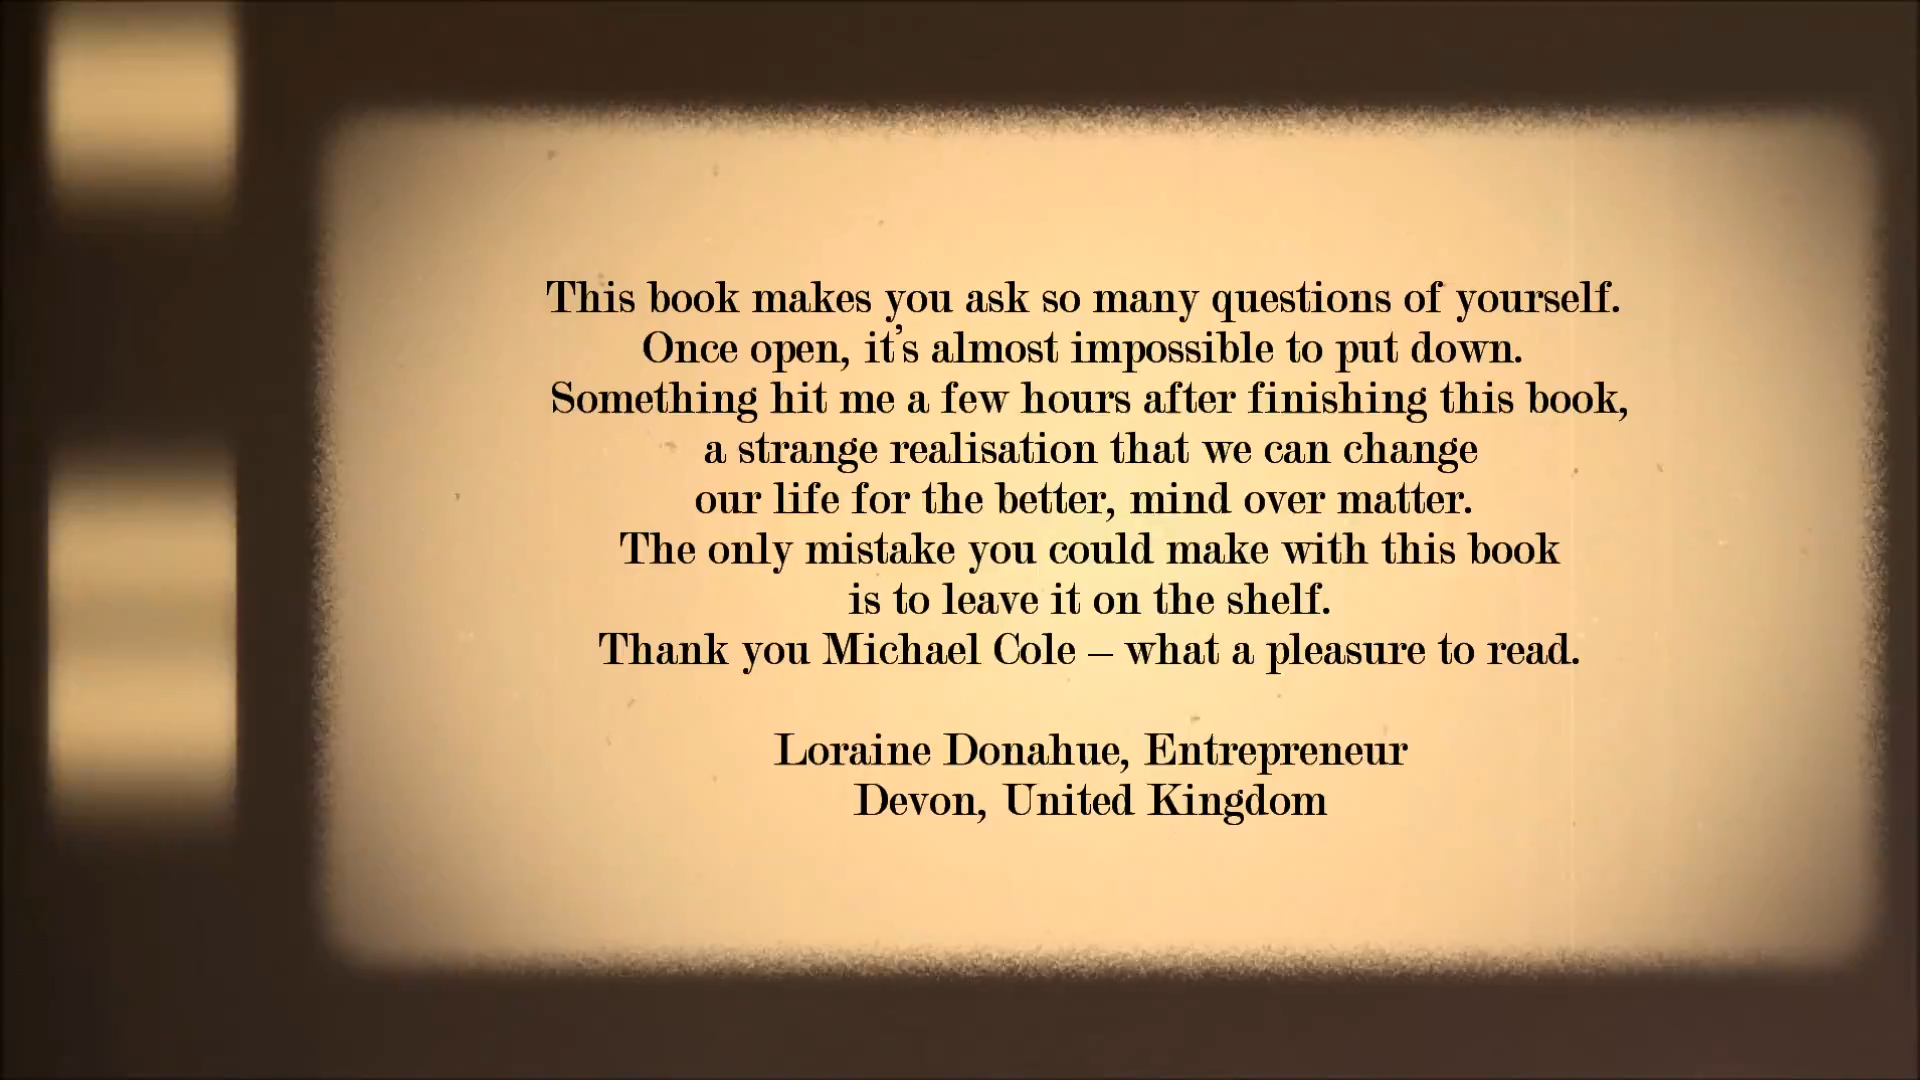 This book makes you ask so many questions of yourself.
Once open, it's almost impossible to put down.
Something hit me a few hours after finishing this book,
a strange realisation that we can change
our life for the better, mind over matter.
The only mistake you could make with this book
is to leave it on the shelf.
Thank you Michael Cole – what a pleasure to read.
Loraine Donahue, Entrepreneur
Devon, United Kingdom